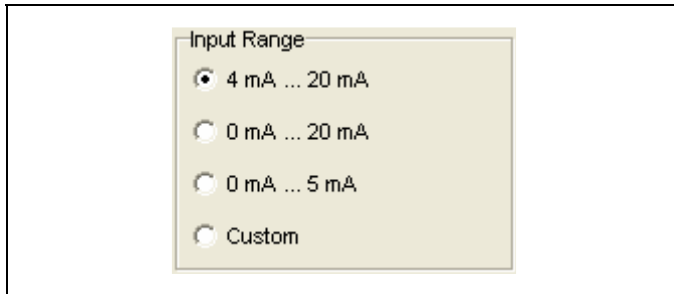 Input Range
4 mA ... 20 mA
0 mA ... 20 mA
0 mA ... 5 mA
Custom